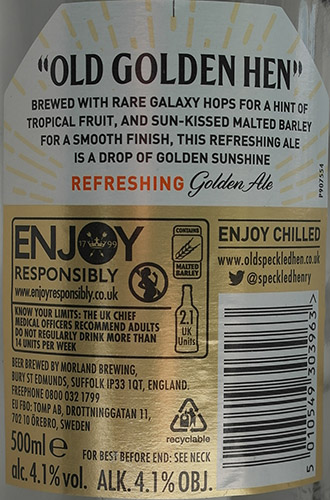 "OLD GOLDEN HEN"
BREWED WITH RARE GALAXY HOPS FOR A HINT OF
TROPICAL FRUIT, AND SUN-KISSED MALTED BARLEY
FOR A SMOOTH FINISH, THIS REFRESHING ALE
IS A DROP OF GOLDEN SUNSHINE
REFRESHING Golden Ale
P907554
ENJOY
17 99
RESPONSIBLY
www.enjoyresponsibly.co.uk
CONTAINS
MALTED
BARLEY
KNOW YOUR LIMITS: THE UK CHIEF
MEDICAL OFFICERS RECOMMEND ADULTS
DO NOT REGULARLY DRINK MORE THAN
14 UNITS PER WEEK
2.1
UK
Units
ENJOY CHILLED
www.oldspeckledhen.co.uk
@speckledhenry
BEER BREWED BY MORLAND BREWING,
BURY ST EDMUNDS, SUFFOLK IP33 1QT, ENGLAND.
FREEPHONE 0800 032 1799
EU FBO: TOMP AB, DROTTNINGGATAN 11,
702 10 ÖREBRO, SWEDEN
500ml e
recyclable
FOR BEST BEFORE END: SEE NECK
alc. 4.1% vol. ALK. 4.1% OBJ.
5 010549 303963 >